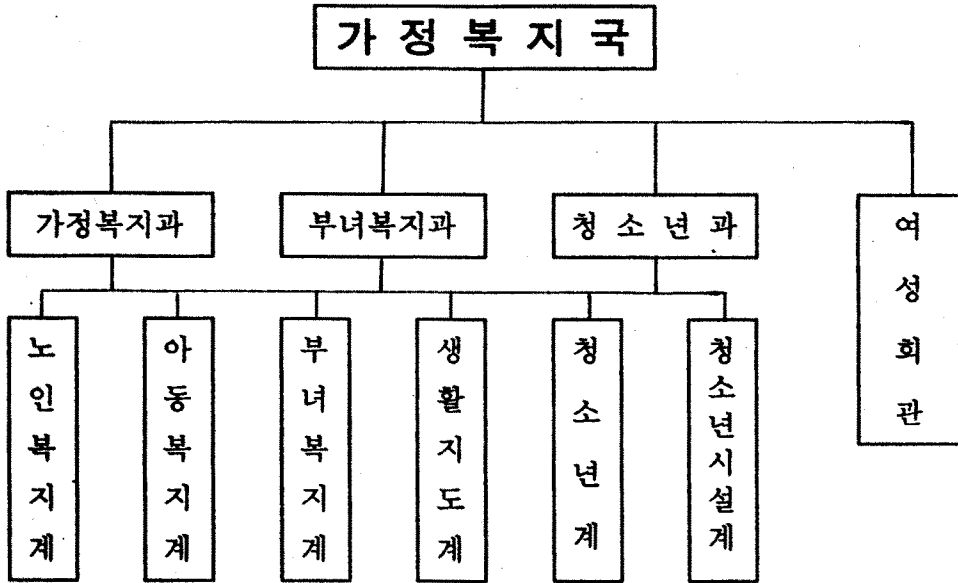 가 정 복 지 국
가정복지과
부녀복지과
청 소 년 과
여성회관
노인복지계
아동복지계
부녀복지계
생활지도계
청소년계
청소년시설계